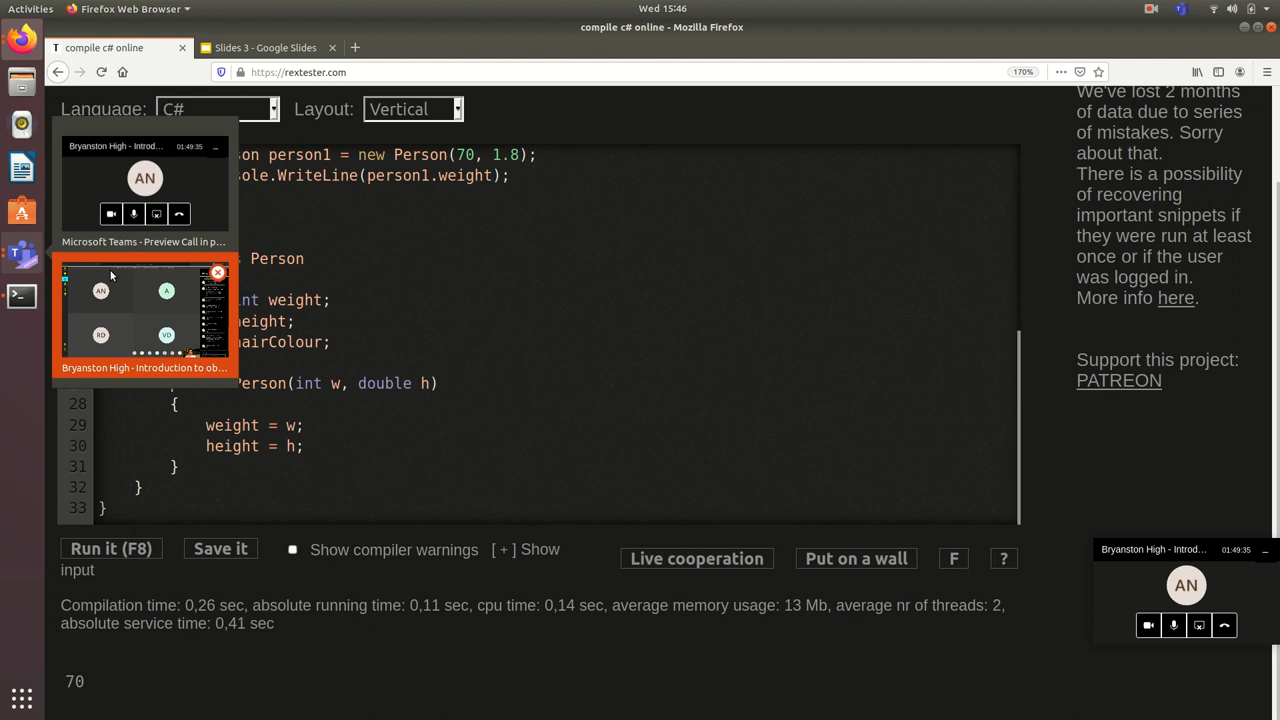 Activities Firefox Web Browser Wed 15:46
compile c# online - Mozilla Firefox
T compile c# online Slides 3 - Google Slides
https://rextester.com 170%
Language: C# Layout: Vertical
We've lost 2 months
of data due to series
of mistakes. Sorry
about that.
There is a possibility
of recovering
important snippets if
they were run at least
once or if the user
was logged in.
More info here.
Support this project:
PATREON
Bryanston High - Introd... 01:49:35
AN
Microsoft Teams - Preview Call in p...
AN A
RD VD
Bryanston High - Introduction to ob...
person1 = new Person(70, 1.8);
.WriteLine(person1.weight);
Person
int weight;
height;
hairColour;
Person(int w, double h)
28 {
29 weight = w;
30 height = h;
31 }
32 }
33 }
Run it (F8) Save it Show compiler warnings [ + ] Show
input
Live cooperation Put on a wall F ?
Compilation time: 0,26 sec, absolute running time: 0,11 sec, cpu time: 0,14 sec, average memory usage: 13 Mb, average nr of threads: 2,
absolute service time: 0,41 sec
70
Bryanston High - Introd... 01:49:35
AN